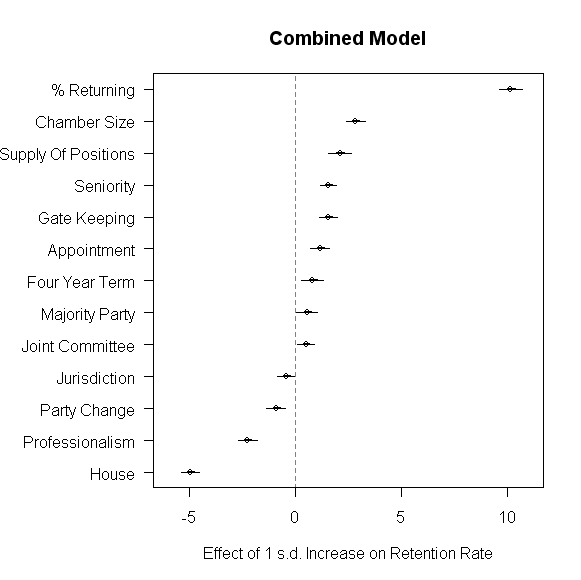 Combined Model
% Returning
Chamber Size
Supply Of Positions
Seniority
Gate Keeping
Appointment
Four Year Term
Majority Party
Joint Committee
Jurisdiction
Party Change
Professionalism
House
-5 0 5 10
Effect of 1 s.d. Increase on Retention Rate